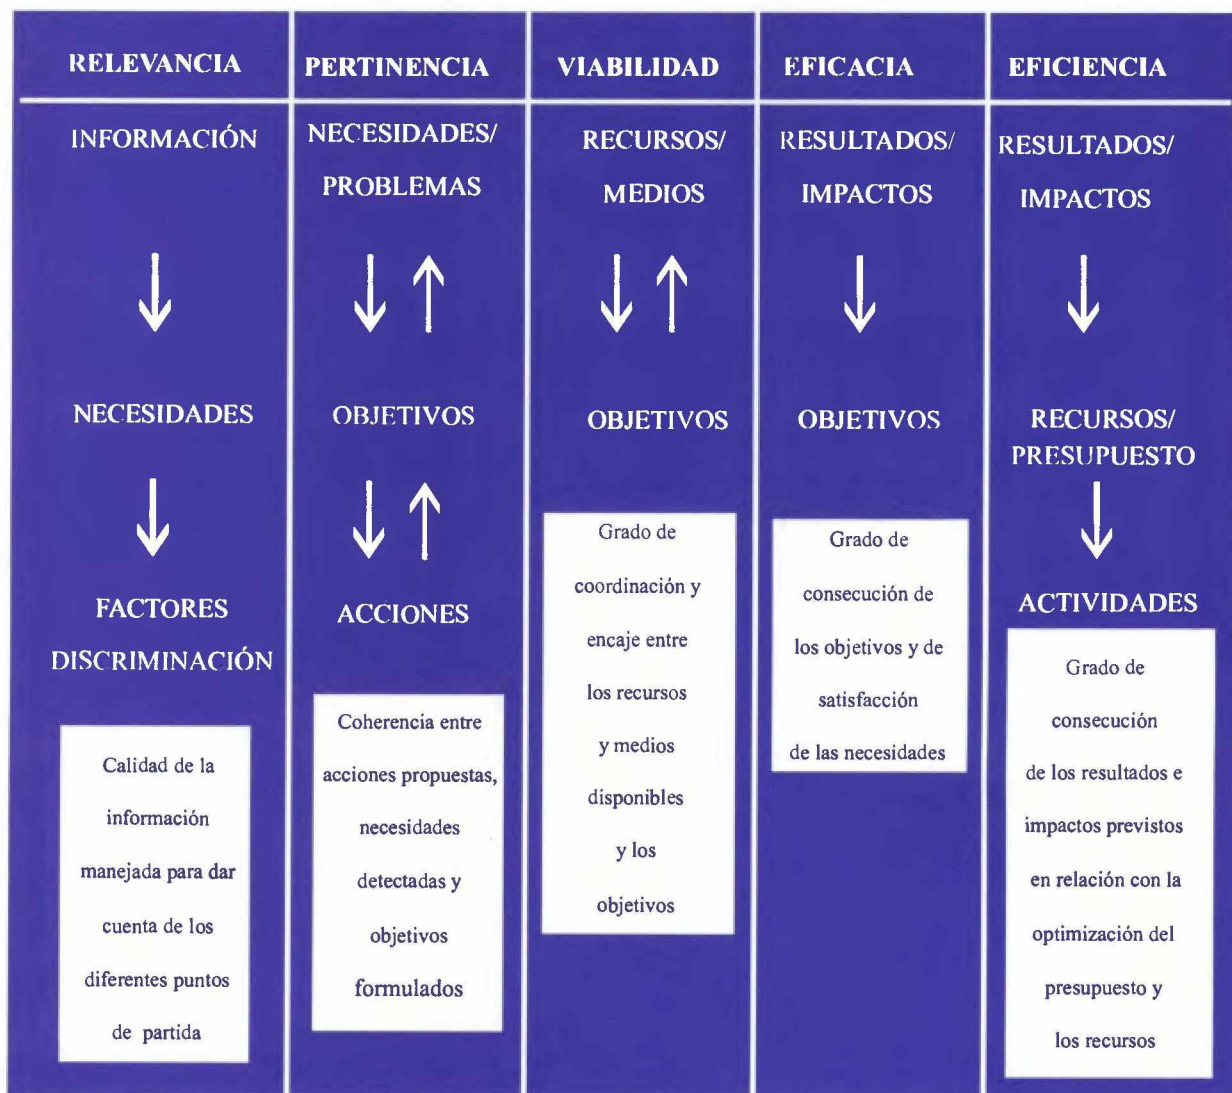 RELEVANCIA
INFORMACIÓN
NECESIDADES
FACTORES
DISCRIMINACIÓN
Calidad de la
información
manejada para dar
cuenta de los
diferentes puntos
de partida
PERTINENCIA
NECESIDADES/
PROBLEMAS
OBJETIVOS
ACCIONES
Coherencia entre
acciones propuestas,
necesidades
detectadas y
objetivos
formulados
VIABILIDAD
RECURSOS/
MEDIOS
OBJETIVOS
Grado de
coordinación y
encaje entre
los recursos
y medios
disponibles
y los
objetivos
EFICACIA
RESULTADOS/
IMPACTOS
OBJETIVOS
Grado de
consecución de
los objetivos y de
satisfacción
de las necesidades
EFICIENCIA
RESULTADOS/
IMPACTOS
RECURSOS/
PRESUPUESTO
ACTIVIDADES
Grado de
consecución
de los resultados e
impactos previstos
en relación con la
optimización del
presupuesto y
los recursos